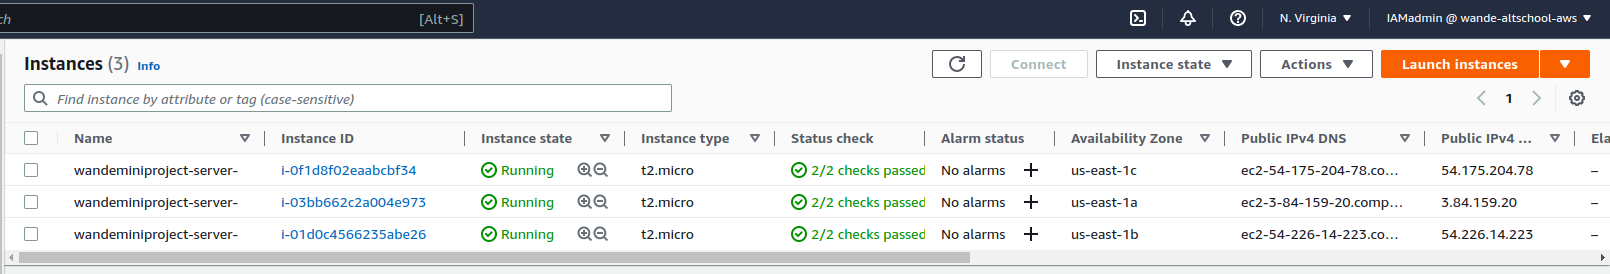 ch [Alt+S] N. Virginia IAMadmin @ wande-altschool-aws
Instances (3) Info Connect Instance state Actions Launch instances
Find instance by attribute or tag (case-sensitive) 1
Name Instance ID Instance state Instance type Status check Alarm status Availability Zone Public IPv4 DNS Public IPv4 ... Ela
wandeminiproject-server- i-0f1d8f02eaabcbf34 Running t2.micro 2/2 checks passed No alarms us-east-1c ec2-54-175-204-78.co... 54.175.204.78 –
wandeminiproject-server- i-03bb662c2a004e973 Running t2.micro 2/2 checks passed No alarms us-east-1a ec2-3-84-159-20.comp... 3.84.159.20 –
wandeminiproject-server- i-01d0c4566235abe26 Running t2.micro 2/2 checks passed No alarms us-east-1b ec2-54-226-14-223.co... 54.226.14.223 –